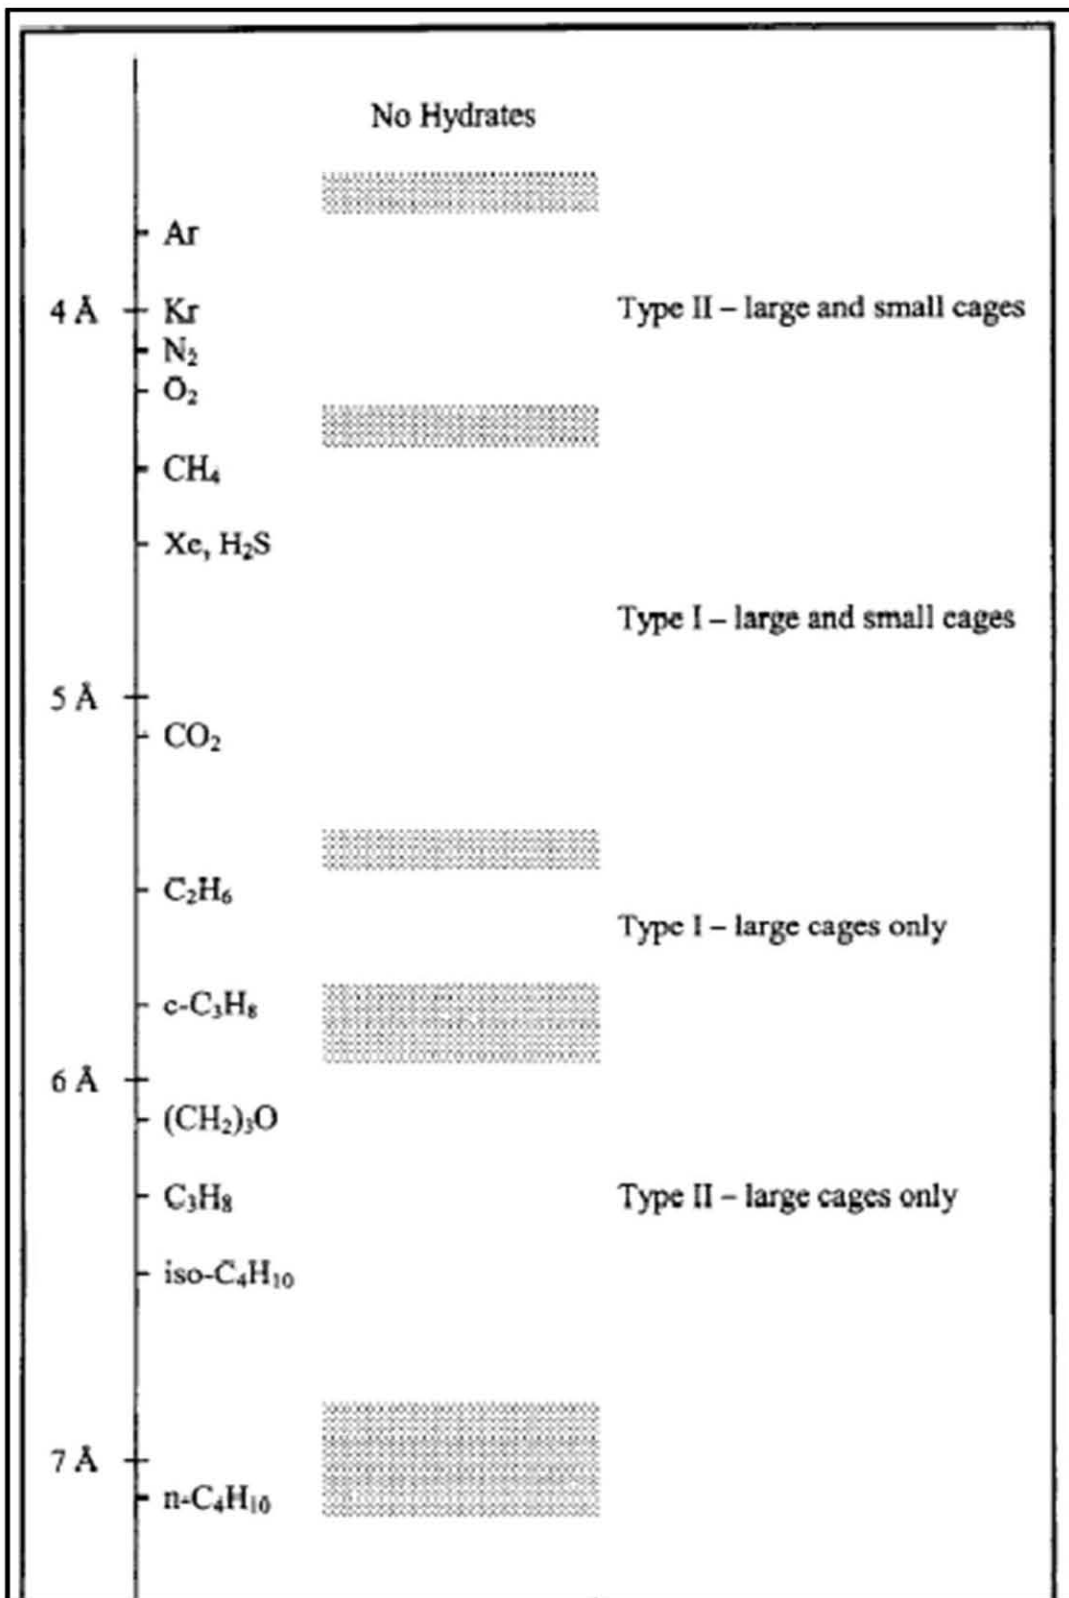 No Hydrates
Ar
4 Å Kr Type II – large and small cages
N₂
O₂
CH₄
Xe, H₂S
Type I – large and small cages
5 Å
CO₂
C₂H₆
Type I – large cages only
c-C₃H₈
6 Å
(CH₂)₃O
C₃H₈ Type II – large cages only
iso-C₄H₁₀
7 Å
n-C₄H₁₀